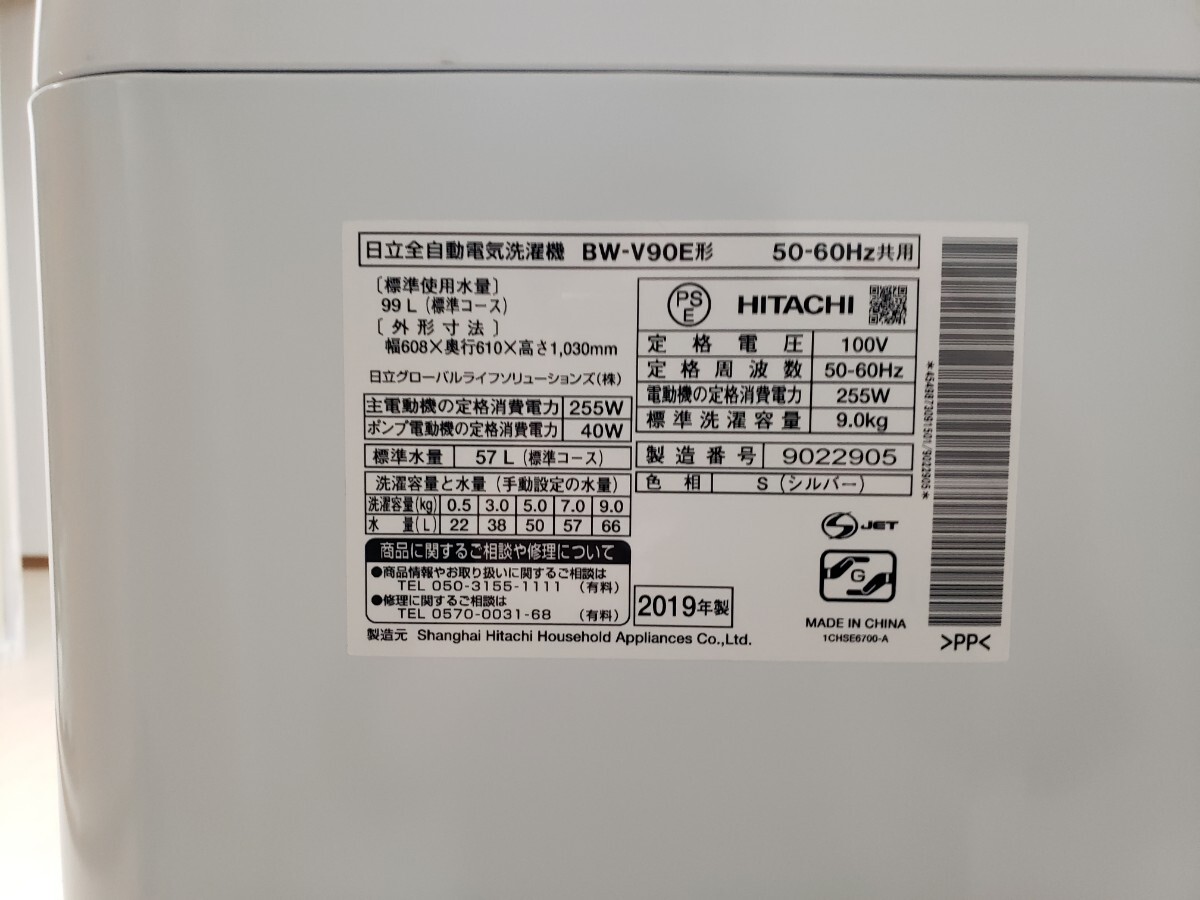 日立全自動電気洗濯機 BW-V90E形 50-60Hz共用
〔標準使用水量〕
99 L (標準コース)
〔外形寸法〕
幅608×奥行610×高さ1,030mm
日立グローバルライフソリューションズ(株)
主電動機の定格消費電力 255W
ポンプ電動機の定格消費電力 40W
標準水量 57 L (標準コース)
洗濯容量と水量 (手動設定の水量)
洗濯容量(kg) 0.5 3.0 5.0 7.0 9.0
水量(L) 22 38 50 57 66
商品に関するご相談や修理について
●商品情報やお取り扱いに関するご相談は
TEL 050-3155-1111 (有料)
●修理に関するご相談は
TEL 0570-0031-68 (有料)
製造元 Shanghai Hitachi Household Appliances Co.,Ltd.
PS E HITACHI
定格電圧 100V
定格周波数 50-60Hz
電動機の定格消費電力 255W
標準洗濯容量 9.0kg
製造番号 9022905
色相 S (シルバー)
S JET
G
2019年製
MADE IN CHINA
1CHSE6700-A
*4549873091501/9022905*
>PP<